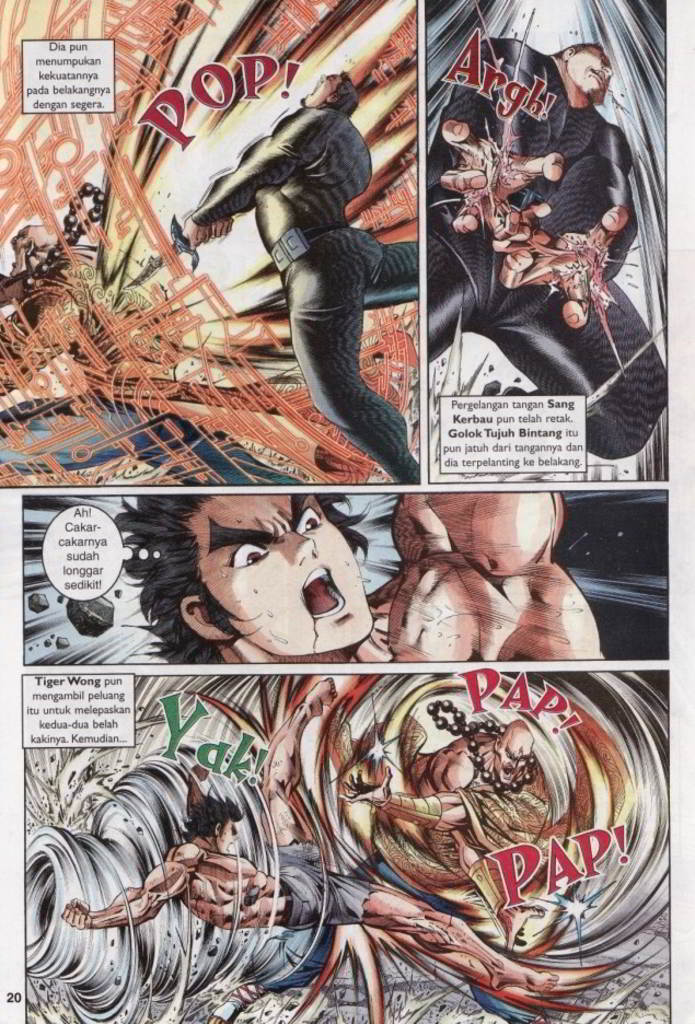 Dia pun
menumpukan
kekuatannya
pada belakangnya
dengan segera.
POP!
Argh!
Pergelangan tangan Sang
Kerbau pun telah retak.
Golok Tujuh Bintang itu
pun jatuh dari tangannya dan
dia terpelanting ke belakang.
Ah!
Cakar-
cakarnya
sudah
longgar
sedikit!
Tiger Wong pun
mengambil peluang
itu untuk melepaskan
kedua-dua belah
kakinya. Kemudian...
Yak!
PAP!
PAP!
20